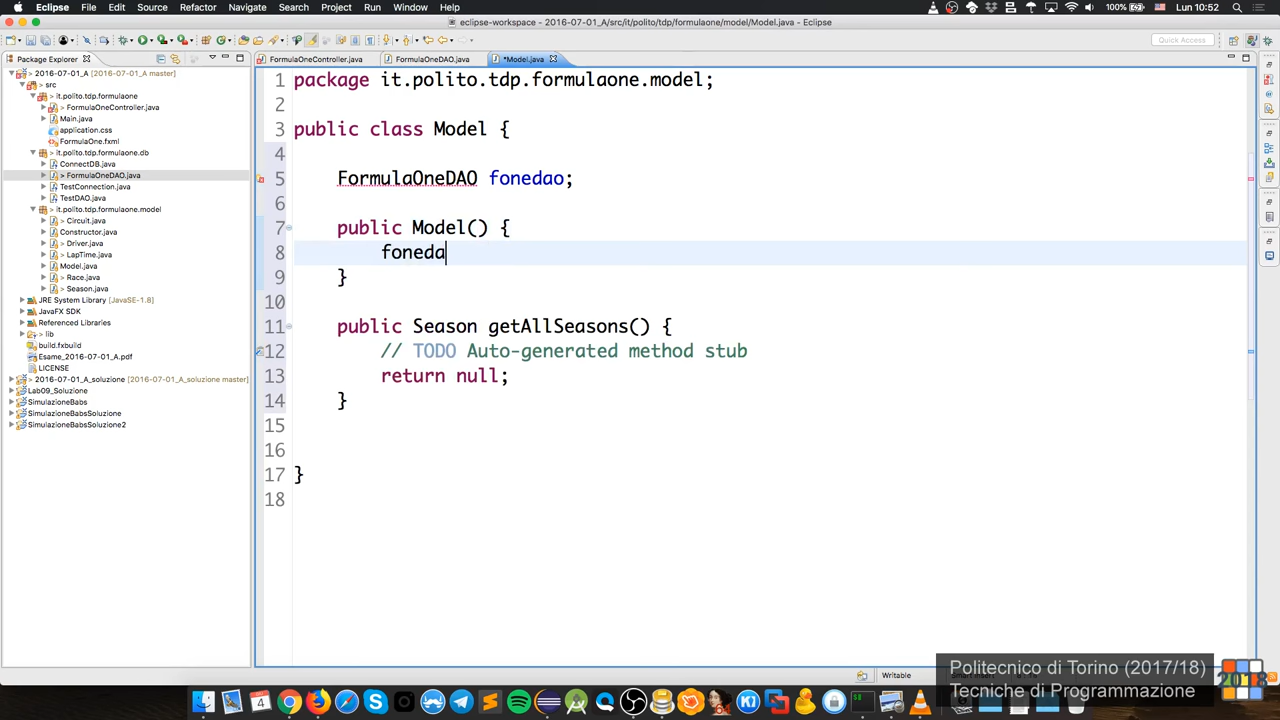 Eclipse File Edit Source Refactor Navigate Search Project Run Window Help 100% Lun 10:52
eclipse-workspace - 2016-07-01_A/src/it/polito/tdp/formulaone/model/Model.java - Eclipse
Quick Access
Package Explorer
FormulaOneController.java FormulaOneDAO.java *Model.java
> 2016-07-01_A [2016-07-01_A master]
> src
> it.polito.tdp.formulaone
> FormulaOneController.java
> Main.java
application.css
FormulaOne.fxml
> it.polito.tdp.formulaone.db
ConnectDB.java
> FormulaOneDAO.java
TestConnection.java
TestDAO.java
> it.polito.tdp.formulaone.model
> Circuit.java
> Constructor.java
> Driver.java
> LapTime.java
> Model.java
> Race.java
> Season.java
JRE System Library [JavaSE-1.8]
JavaFX SDK
Referenced Libraries
> lib
build.fxbuild
Esame_2016-07-01_A.pdf
LICENSE
> 2016-07-01_A_soluzione [2016-07-01_A_soluzione master]
Lab09_Soluzione
SimulazioneBabs
SimulazioneBabsSoluzione
SimulazioneBabsSoluzione2
1 package it.polito.tdp.formulaone.model;
2
3 public class Model {
4
5 FormulaOneDAO fonedao;
6
7 public Model() {
8 foneda
9 }
10
11 public Season getAllSeasons() {
12 // TODO Auto-generated method stub
13 return null;
14 }
15
16
17 }
18
Writable
Politecnico di Torino (2017/18)
Tecniche di Programmazione
2018